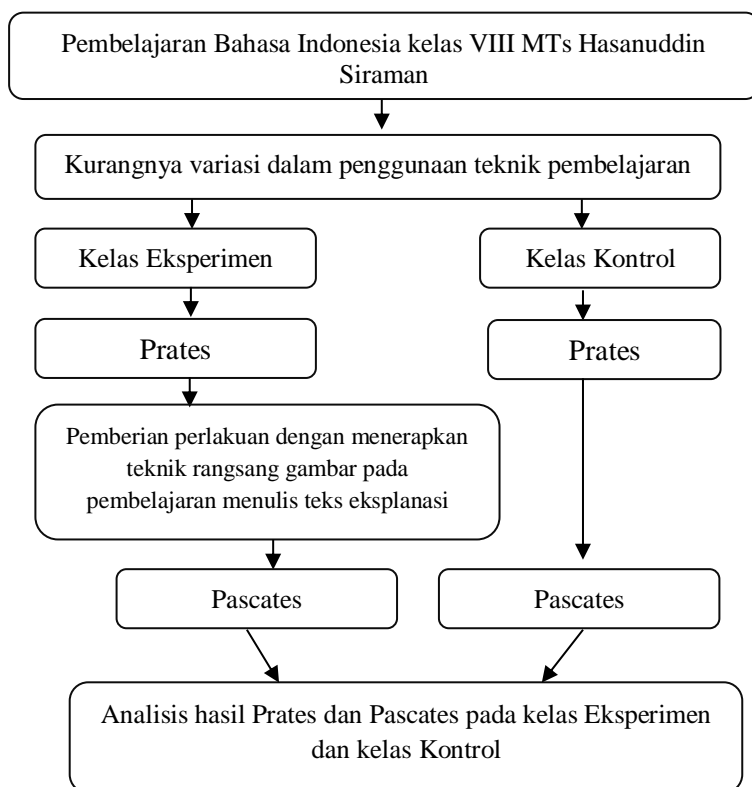 Pembelajaran Bahasa Indonesia kelas VIII MTs Hasanuddin
Siraman
Kurangnya variasi dalam penggunaan teknik pembelajaran
Kelas Eksperimen
Kelas Kontrol
Prates
Prates
Pemberian perlakuan dengan menerapkan
teknik rangsang gambar pada
pembelajaran menulis teks eksplanasi
Pascates
Pascates
Analisis hasil Prates dan Pascates pada kelas Eksperimen
dan kelas Kontrol